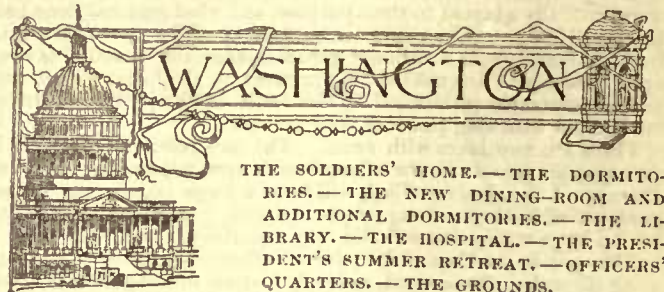 WASHINGTON
THE SOLDIERS' HOME. — THE DORMITO-
RIES. — THE NEW DINING-ROOM AND
ADDITIONAL DORMITORIES. — THE LI-
BRARY. — THE HOSPITAL. — THE PRESI-
DENT'S SUMMER RETREAT. — OFFICERS'
QUARTERS. — THE GROUNDS.